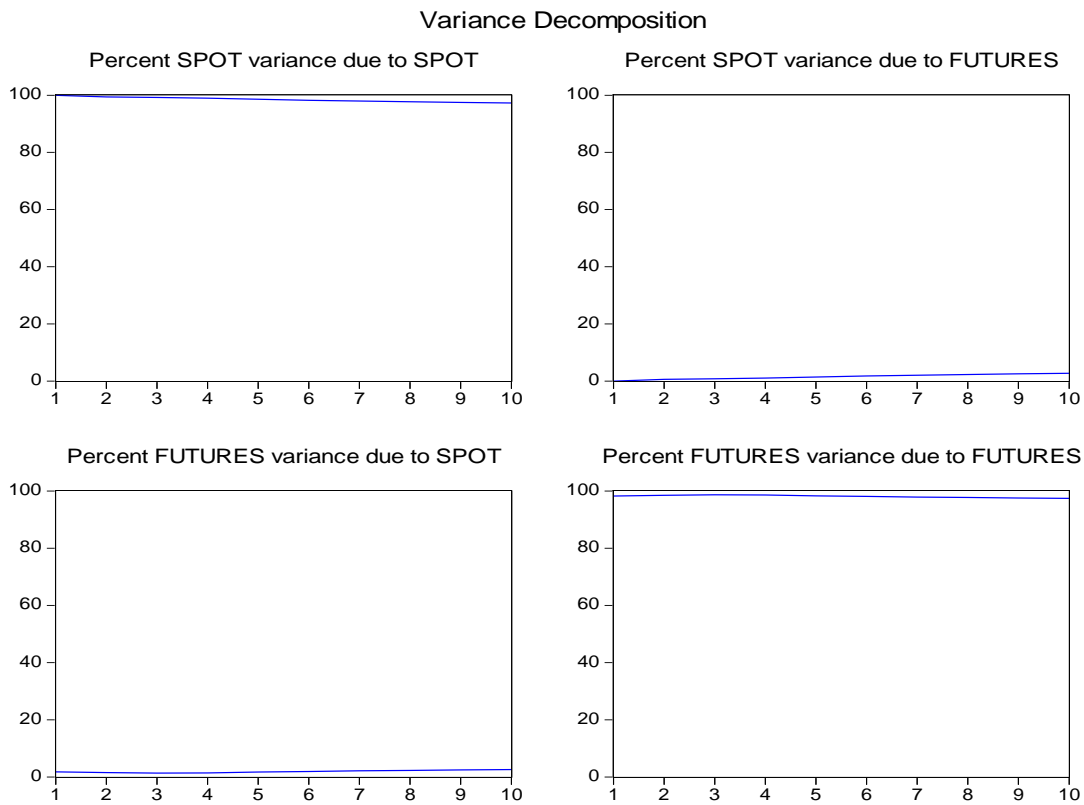 Variance Decomposition
Percent SPOT variance due to SPOT
100
80
60
40
20
0
1 2 3 4 5 6 7 8 9 10
Percent SPOT variance due to FUTURES
100
80
60
40
20
0
1 2 3 4 5 6 7 8 9 10
Percent FUTURES variance due to SPOT
100
80
60
40
20
0
1 2 3 4 5 6 7 8 9 10
Percent FUTURES variance due to FUTURES
100
80
60
40
20
0
1 2 3 4 5 6 7 8 9 10